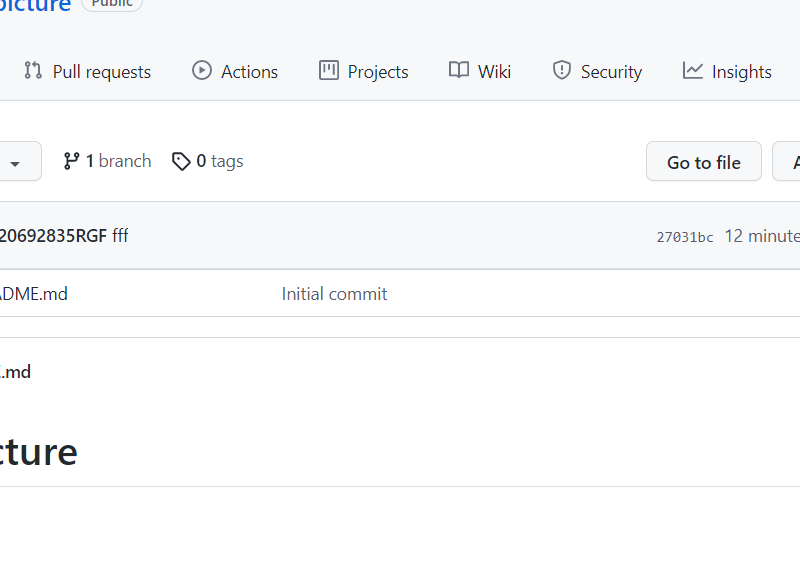 picture Public
Pull requests Actions Projects Wiki Security Insights
1 branch 0 tags Go to file
20692835RGF fff 27031bc 12 minute
ADME.md Initial commit
.md
cture